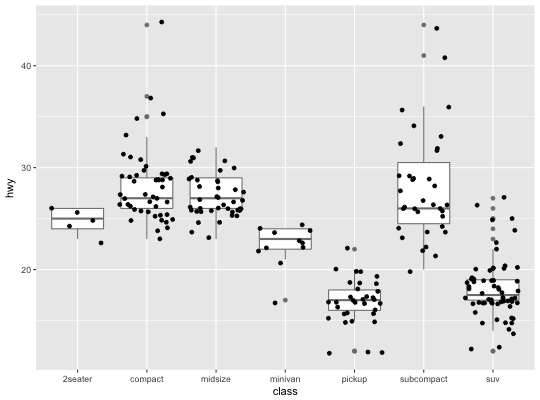 40
30
20
hwy
2seater compact midsize minivan pickup subcompact suv
class